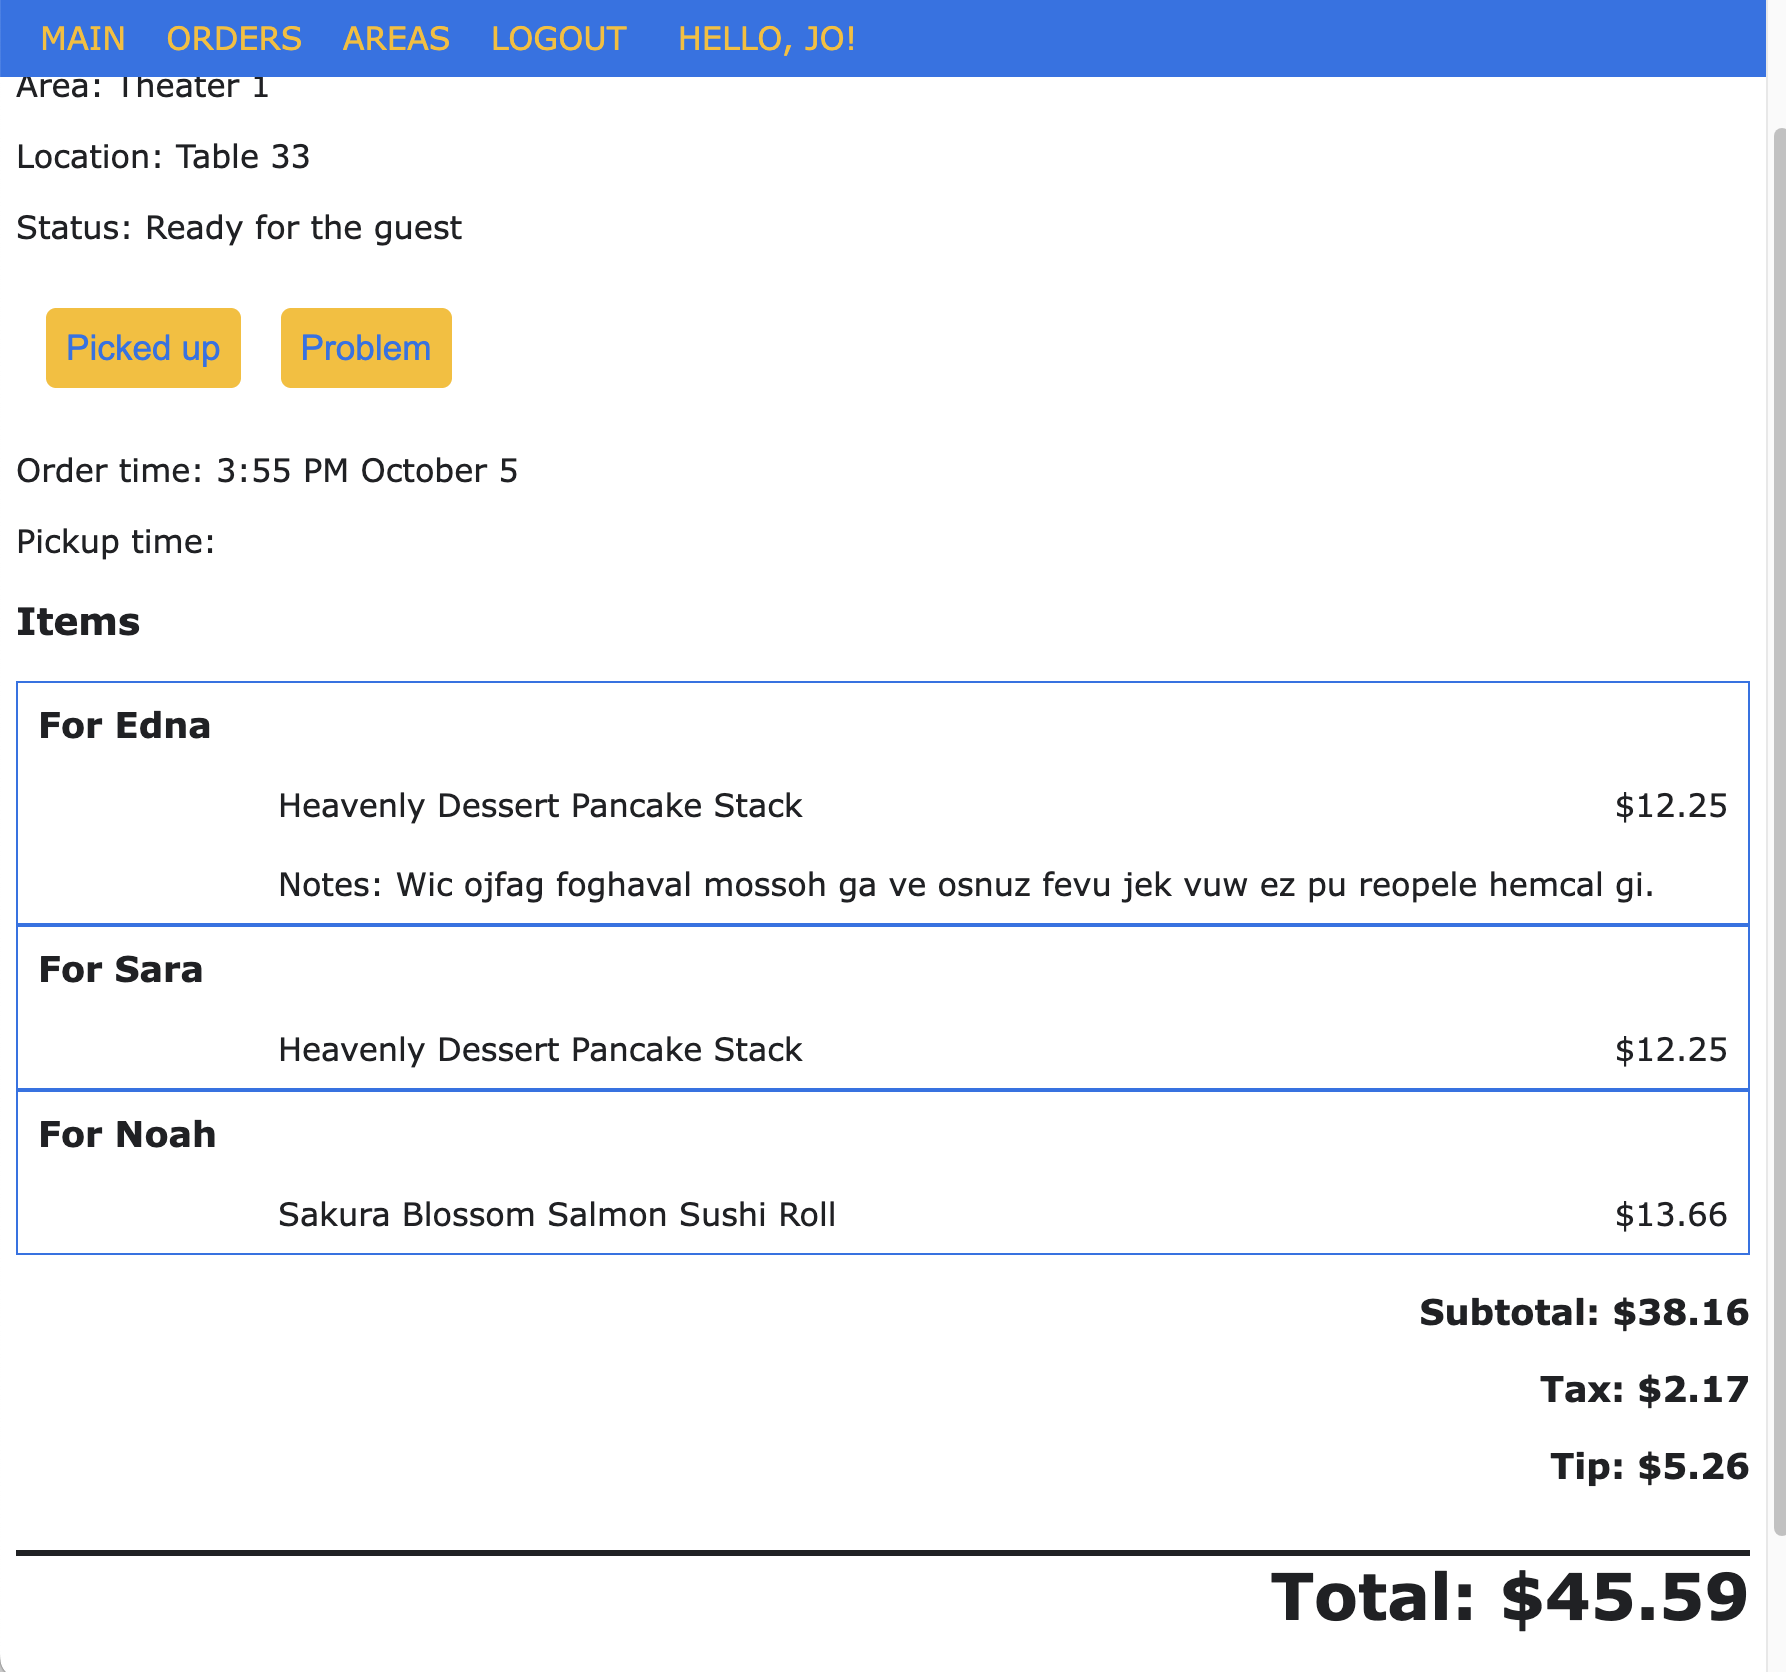 MAIN ORDERS AREAS LOGOUT HELLO, JO!
Area: Theater 1
Location: Table 33
Status: Ready for the guest
Picked up Problem
Order time: 3:55 PM October 5
Pickup time:
Items
For Edna
Heavenly Dessert Pancake Stack $12.25
Notes: Wic ojfag foghaval mossoh ga ve osnuz fevu jek vuw ez pu reopele hemcal gi.
For Sara
Heavenly Dessert Pancake Stack $12.25
For Noah
Sakura Blossom Salmon Sushi Roll $13.66
Subtotal: $38.16
Tax: $2.17
Tip: $5.26
Total: $45.59